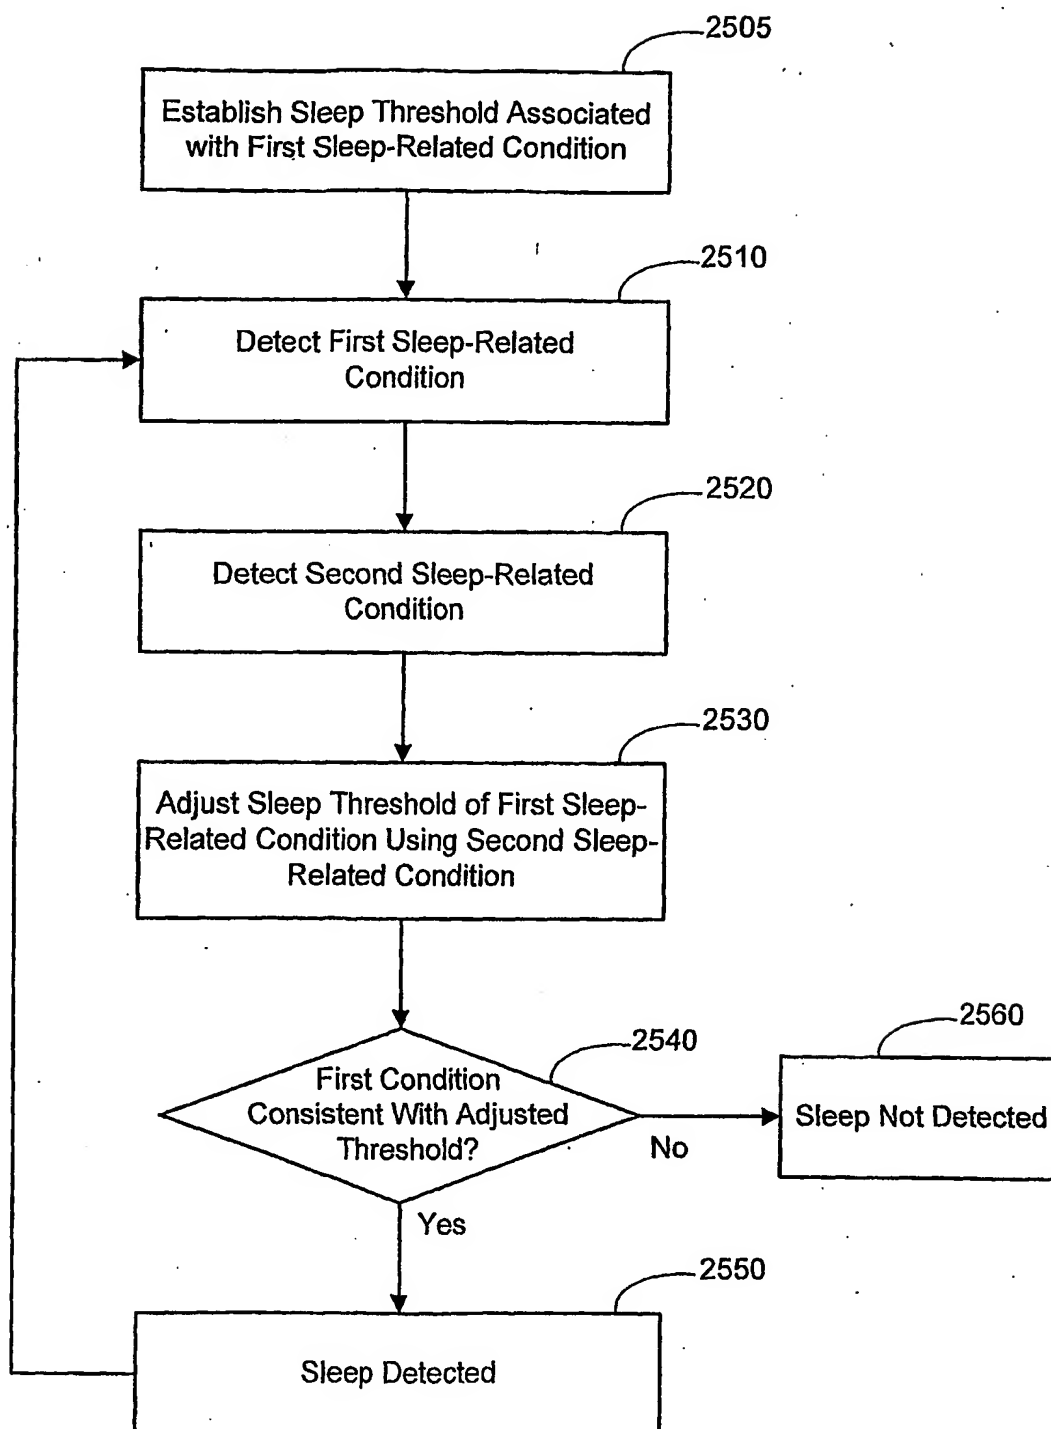 2505
Establish Sleep Threshold Associated
with First Sleep-Related Condition
2510
Detect First Sleep-Related
Condition
2520
Detect Second Sleep-Related
Condition
2530
Adjust Sleep Threshold of First Sleep-
Related Condition Using Second Sleep-
Related Condition
2540
First Condition
Consistent With Adjusted
Threshold?
No
2560
Sleep Not Detected
Yes
2550
Sleep Detected